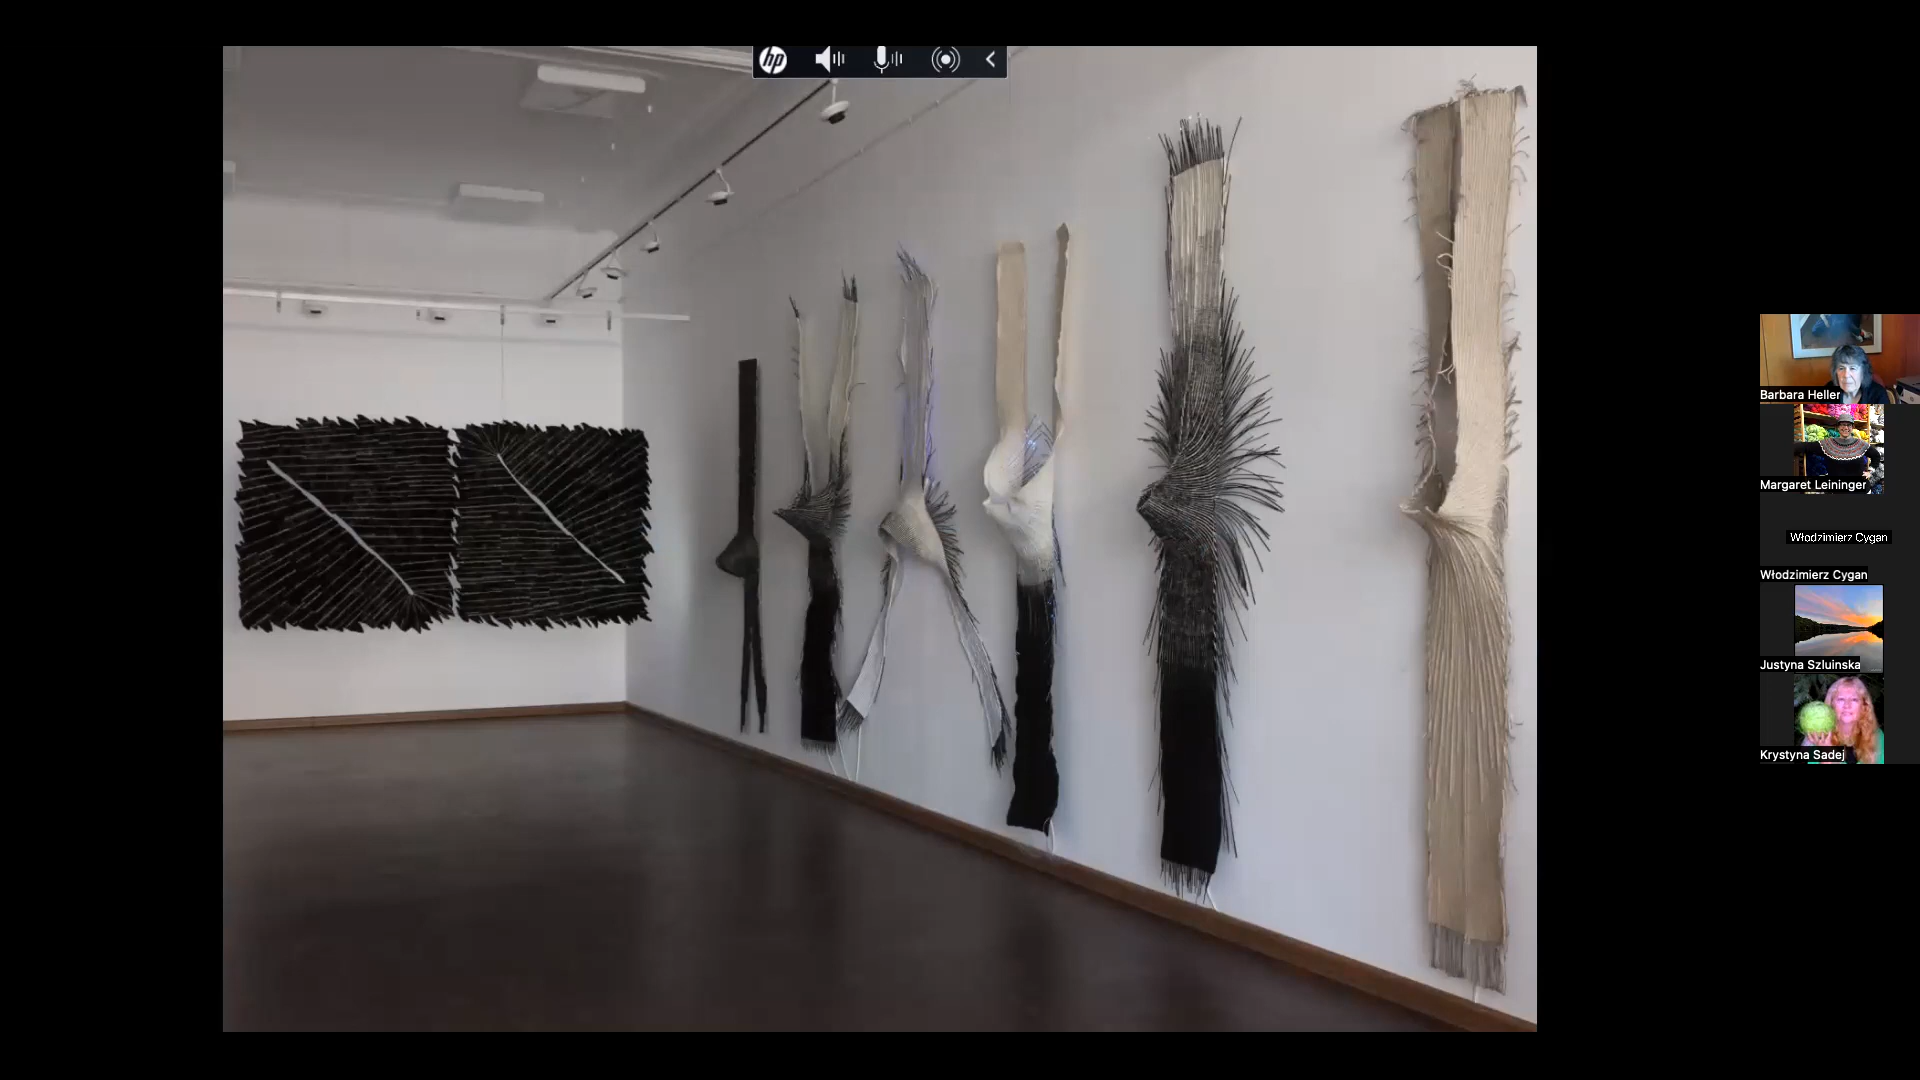 hp
Barbara Heller
Margaret Leininger
Włodzimierz Cygan
Włodzimierz Cygan
Justyna Szluinska
Krystyna Sadej